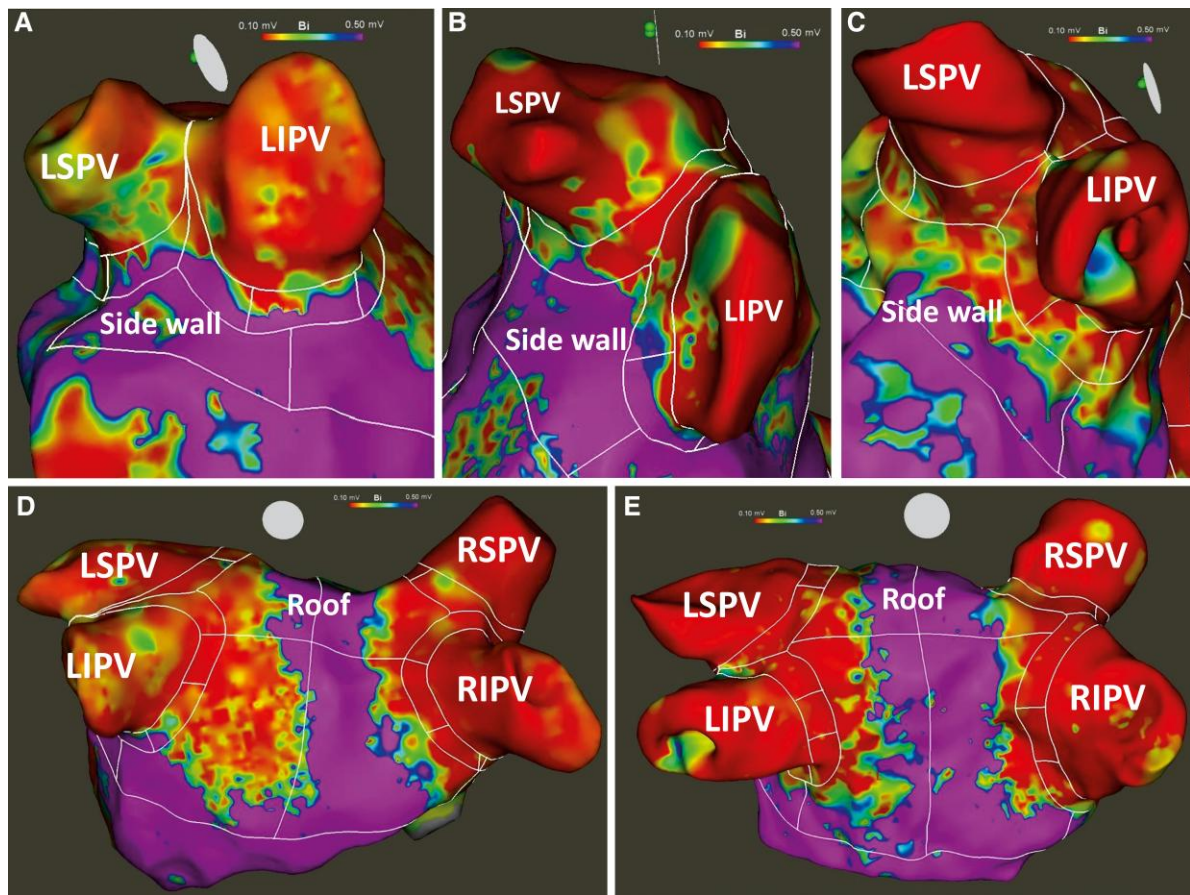 A
0.10 mV Bi 0.50 mV
LSPV
LIPV
Side wall
B
0.10 mV Bi 0.50 mV
LSPV
LIPV
Side wall
C
0.10 mV Bi 0.50 mV
LSPV
LIPV
Side wall
D
0.10 mV Bi 0.50 mV
LSPV
RSPV
Roof
LIPV
RIPV
E
0.10 mV Bi 0.50 mV
RSPV
LSPV
Roof
LIPV
RIPV